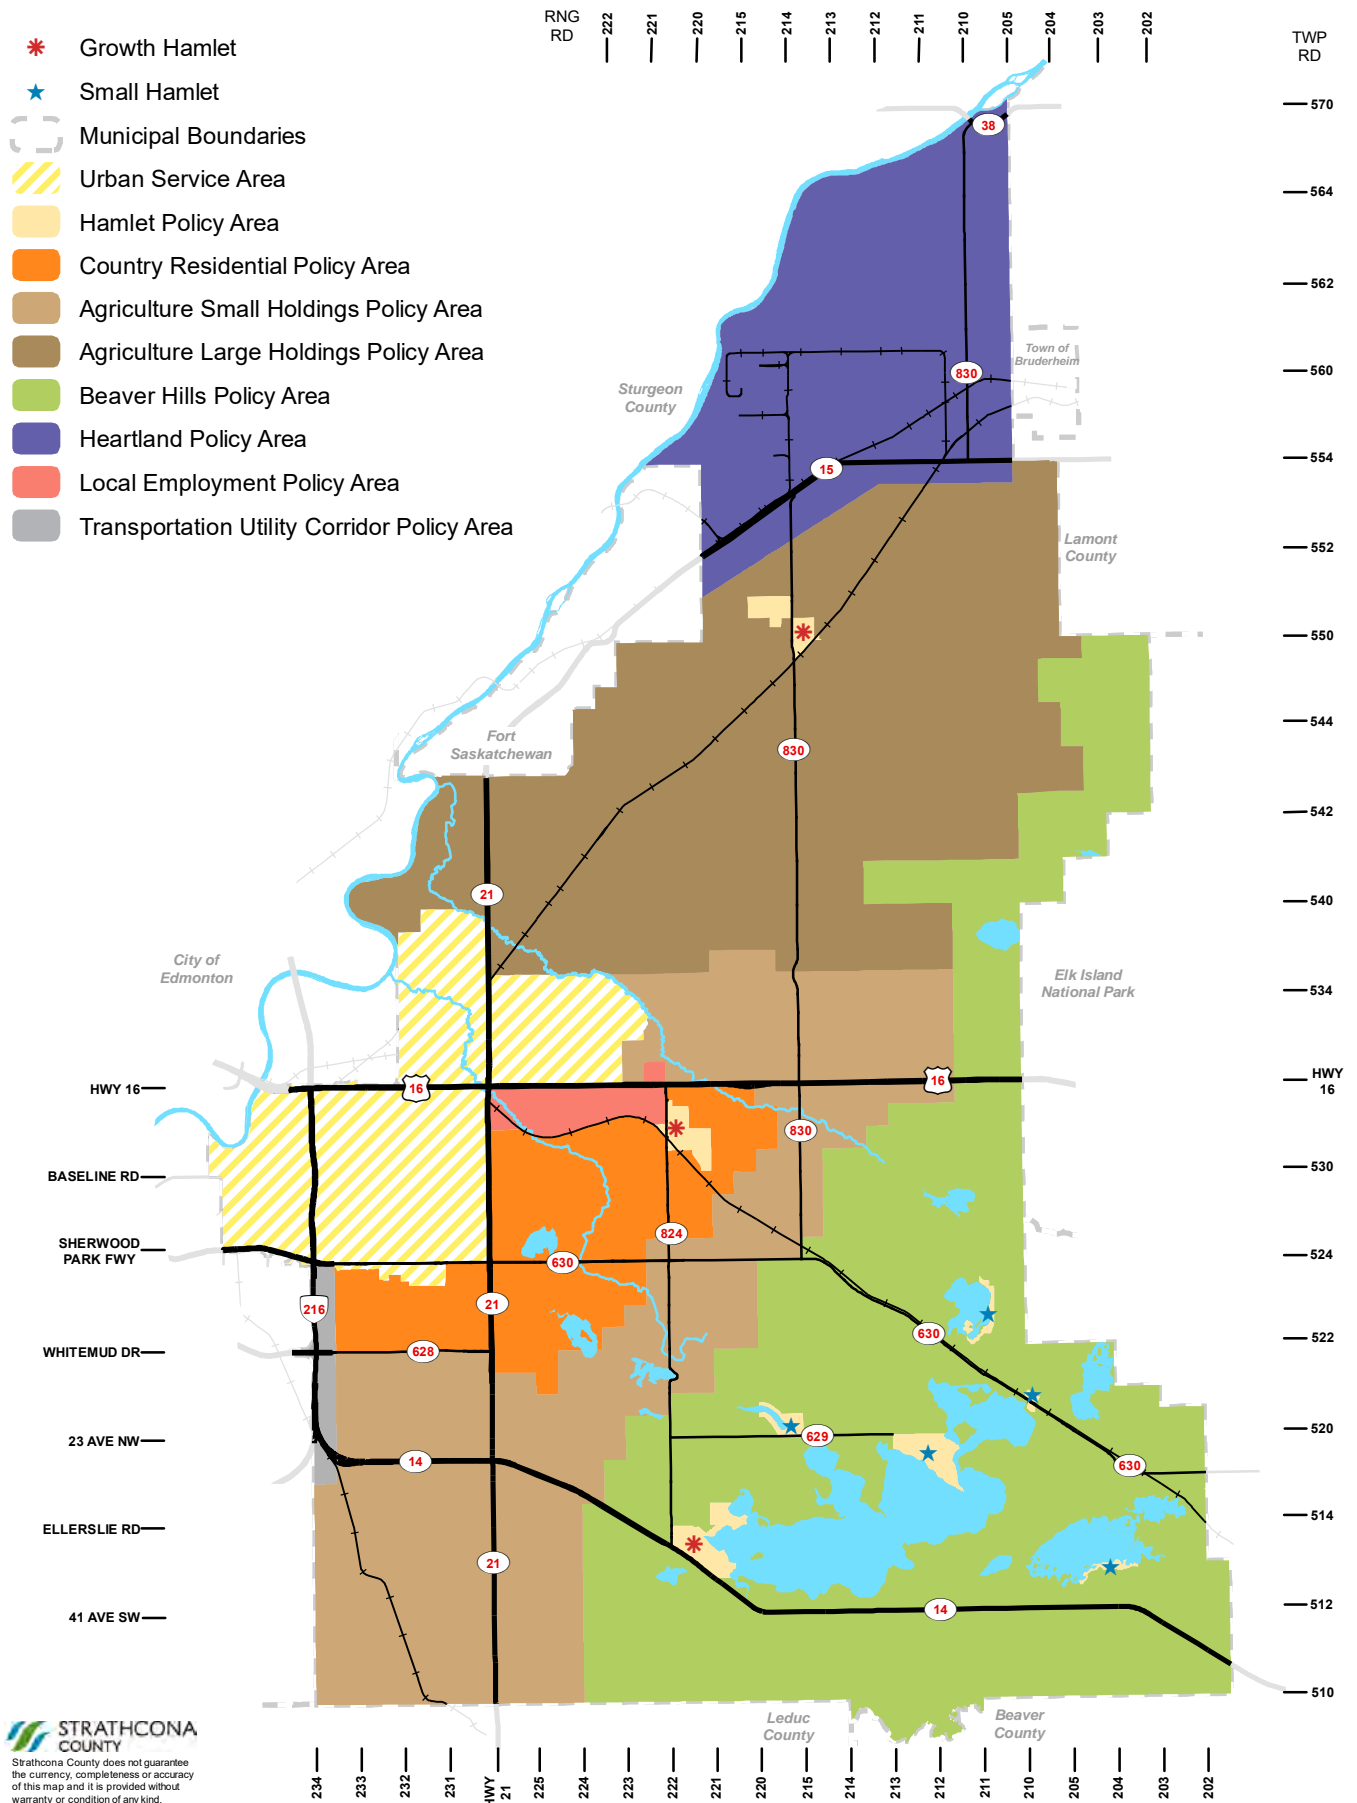 RNG
RD
222
221
220
215
214
213
212
211
210
205
204
203
202
TWP
RD
Growth Hamlet
Small Hamlet
Municipal Boundaries
Urban Service Area
Hamlet Policy Area
Country Residential Policy Area
Agriculture Small Holdings Policy Area
Agriculture Large Holdings Policy Area
Beaver Hills Policy Area
Heartland Policy Area
Local Employment Policy Area
Transportation Utility Corridor Policy Area
570
564
562
560
554
552
550
544
542
540
534
HWY
16
530
524
522
520
514
512
510
38
Town of
Bruderheim
830
Sturgeon
County
15
Lamont
County
Fort
Saskatchewan
830
21
City of
Edmonton
Elk Island
National Park
HWY 16
16
16
830
BASELINE RD
SHERWOOD
PARK FWY
824
630
216
21
630
WHITEMUD DR
628
23 AVE NW
14
629
630
ELLERSLIE RD
21
41 AVE SW
14
Leduc
County
Beaver
County
STRATHCONA
COUNTY
Strathcona County does not guarantee
the currency, completeness or accuracy
of this map and it is provided without
warranty or condition of any kind.
234
233
232
231
HWY
21
225
224
223
222
221
220
215
214
213
212
211
210
205
204
203
202